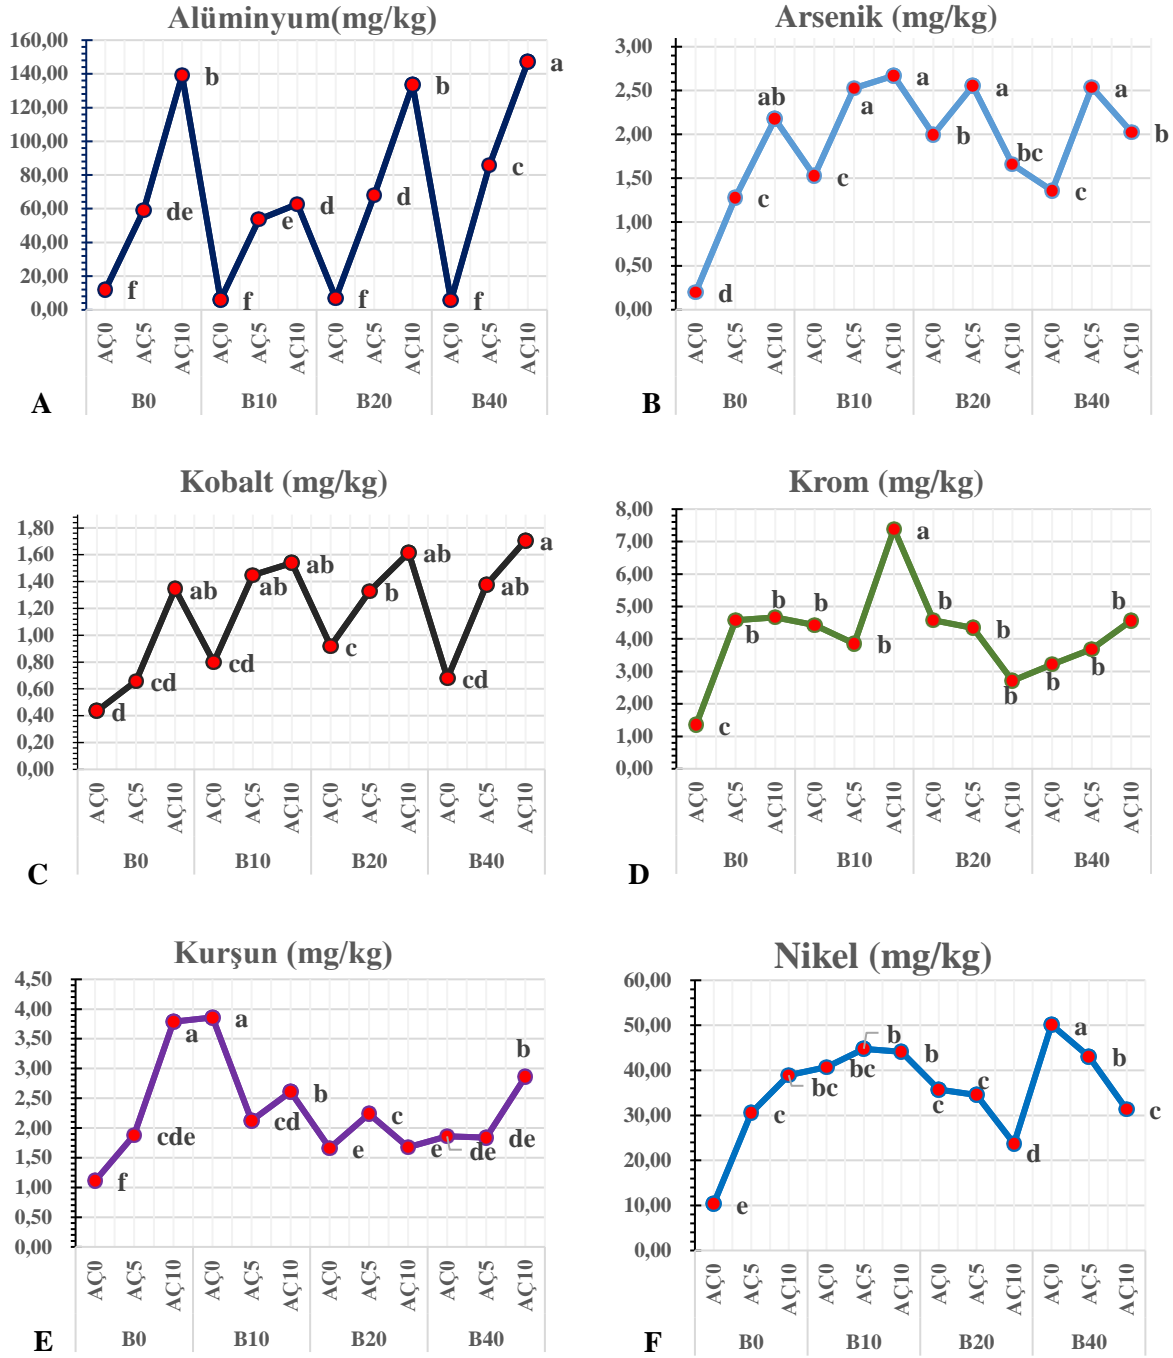 Alüminyum(mg/kg)
160,00
140,00
120,00
100,00
80,00
60,00
40,00
20,00
0,00
f
de
b
f
e
d
f
d
b
f
c
a
AÇ0 AÇ5 AÇ10 AÇ0 AÇ5 AÇ10 AÇ0 AÇ5 AÇ10 AÇ0 AÇ5 AÇ10
B0 B10 B20 B40
A
Arsenik (mg/kg)
3,00
2,50
2,00
1,50
1,00
0,50
0,00
d
c
ab
c
a
a
b
a
bc
c
a
b
AÇ0 AÇ5 AÇ10 AÇ0 AÇ5 AÇ10 AÇ0 AÇ5 AÇ10 AÇ0 AÇ5 AÇ10
B0 B10 B20 B40
B
Kobalt (mg/kg)
1,80
1,60
1,40
1,20
1,00
0,80
0,60
0,40
0,20
0,00
d
cd
ab
cd
ab
ab
c
b
ab
cd
ab
a
AÇ0 AÇ5 AÇ10 AÇ0 AÇ5 AÇ10 AÇ0 AÇ5 AÇ10 AÇ0 AÇ5 AÇ10
B0 B10 B20 B40
C
Krom (mg/kg)
8,00
7,00
6,00
5,00
4,00
3,00
2,00
1,00
0,00
c
b
b
b
b
a
b
b
b
b
b
b
AÇ0 AÇ5 AÇ10 AÇ0 AÇ5 AÇ10 AÇ0 AÇ5 AÇ10 AÇ0 AÇ5 AÇ10
B0 B10 B20 B40
D
Kurşun (mg/kg)
4,50
4,00
3,50
3,00
2,50
2,00
1,50
1,00
0,50
0,00
f
cde
a
a
cd
b
e
c
e
de
de
b
AÇ0 AÇ5 AÇ10 AÇ0 AÇ5 AÇ10 AÇ0 AÇ5 AÇ10 AÇ0 AÇ5 AÇ10
B0 B10 B20 B40
E
Nikel (mg/kg)
60,00
50,00
40,00
30,00
20,00
10,00
0,00
e
c
bc
bc
b
b
c
c
d
a
b
c
AÇ0 AÇ5 AÇ10 AÇ0 AÇ5 AÇ10 AÇ0 AÇ5 AÇ10 AÇ0 AÇ5 AÇ10
B0 B10 B20 B40
F